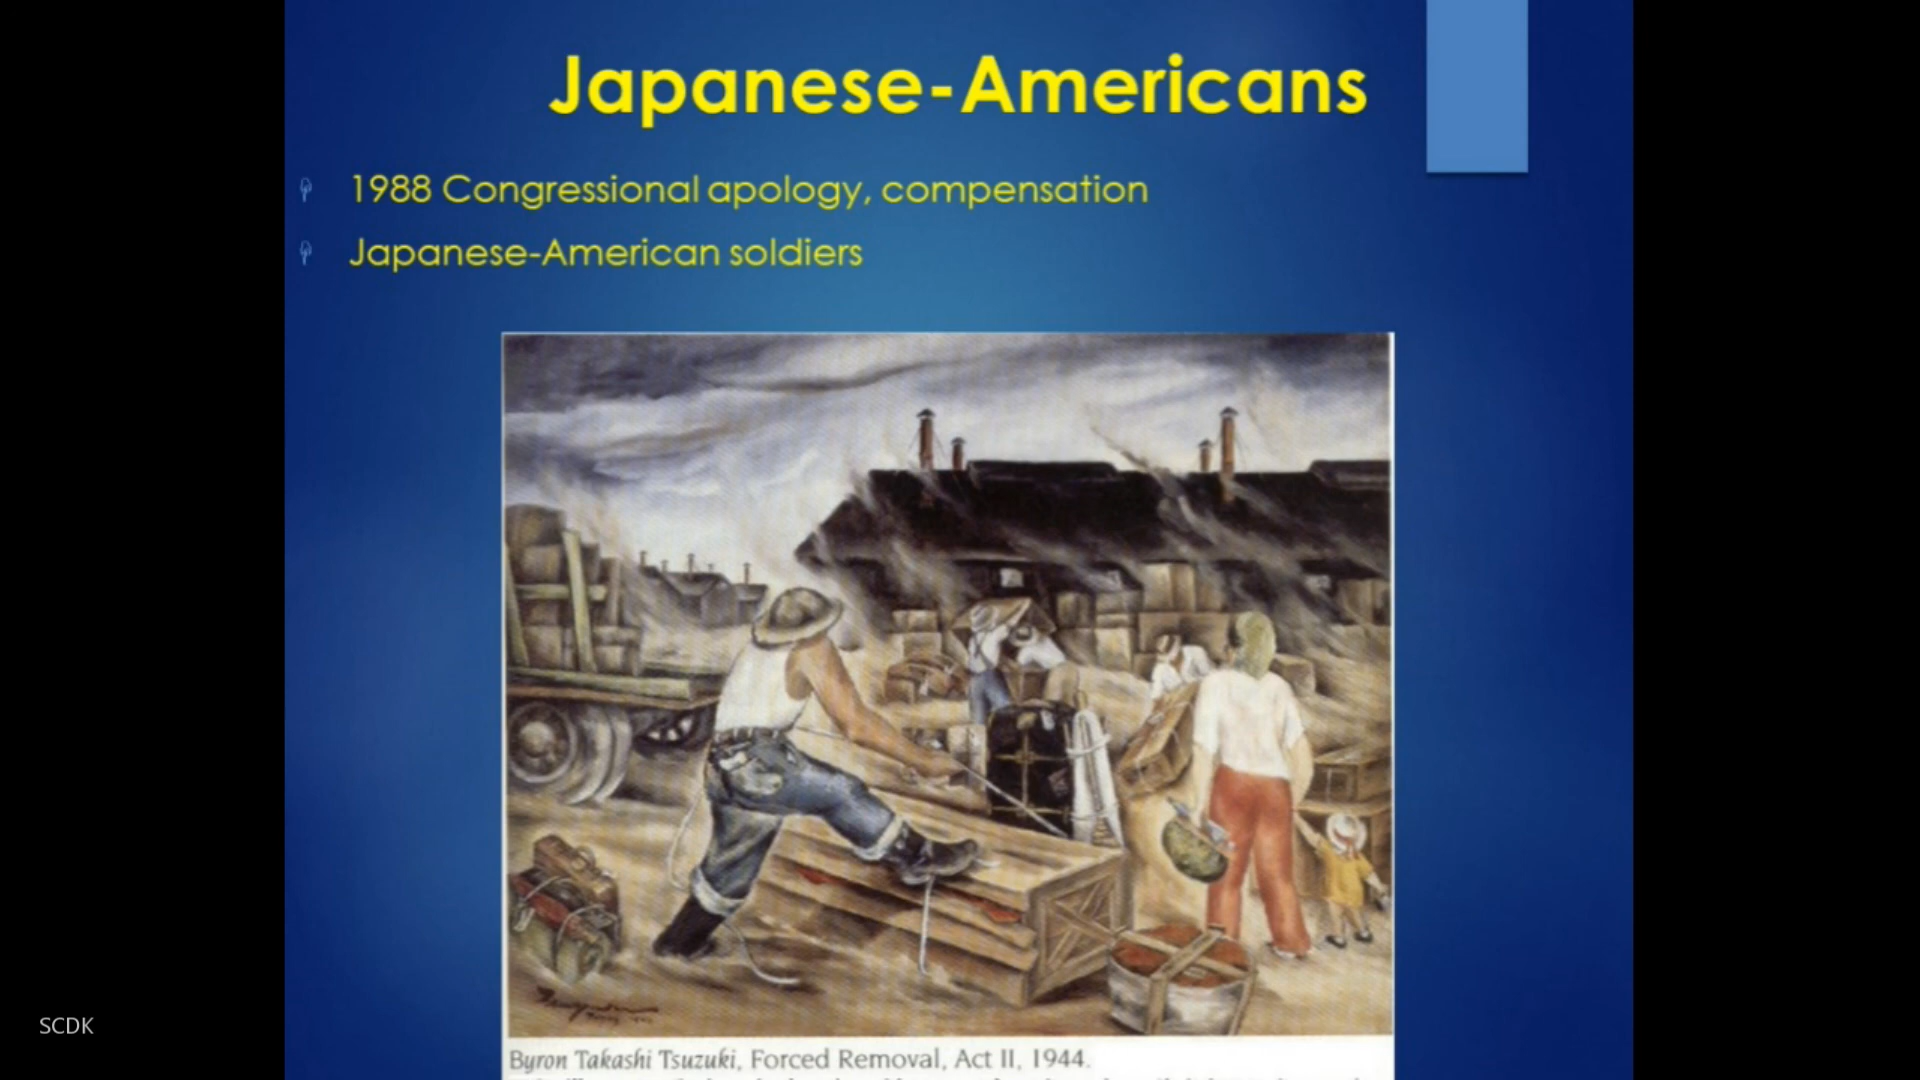 Japanese-Americans
1988 Congressional apology, compensation
Japanese-American soldiers
Byron Takashi Tsuzuki, Forced Removal, Act II, 1944.
SCDK